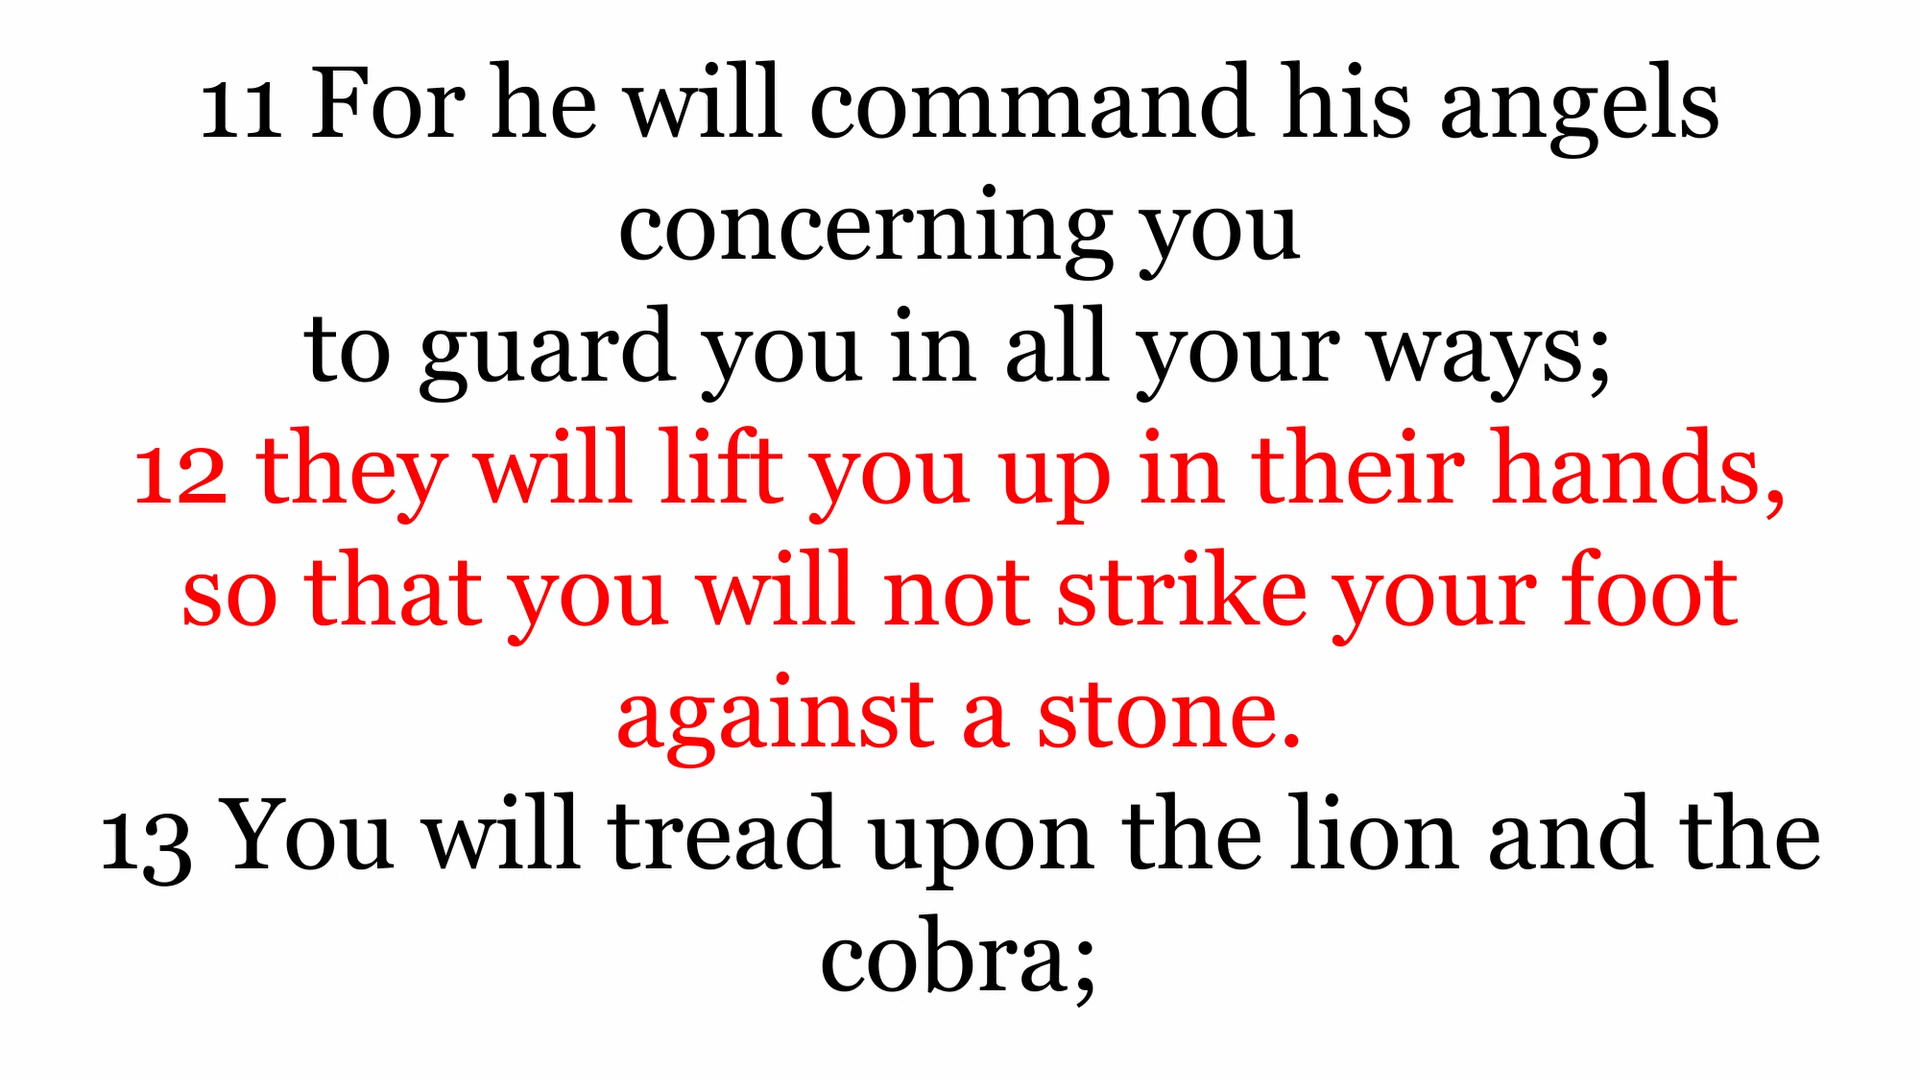 11 For he will command his angels
concerning you
to guard you in all your ways;
12 they will lift you up in their hands,
so that you will not strike your foot
against a stone.
13 You will tread upon the lion and the
cobra;